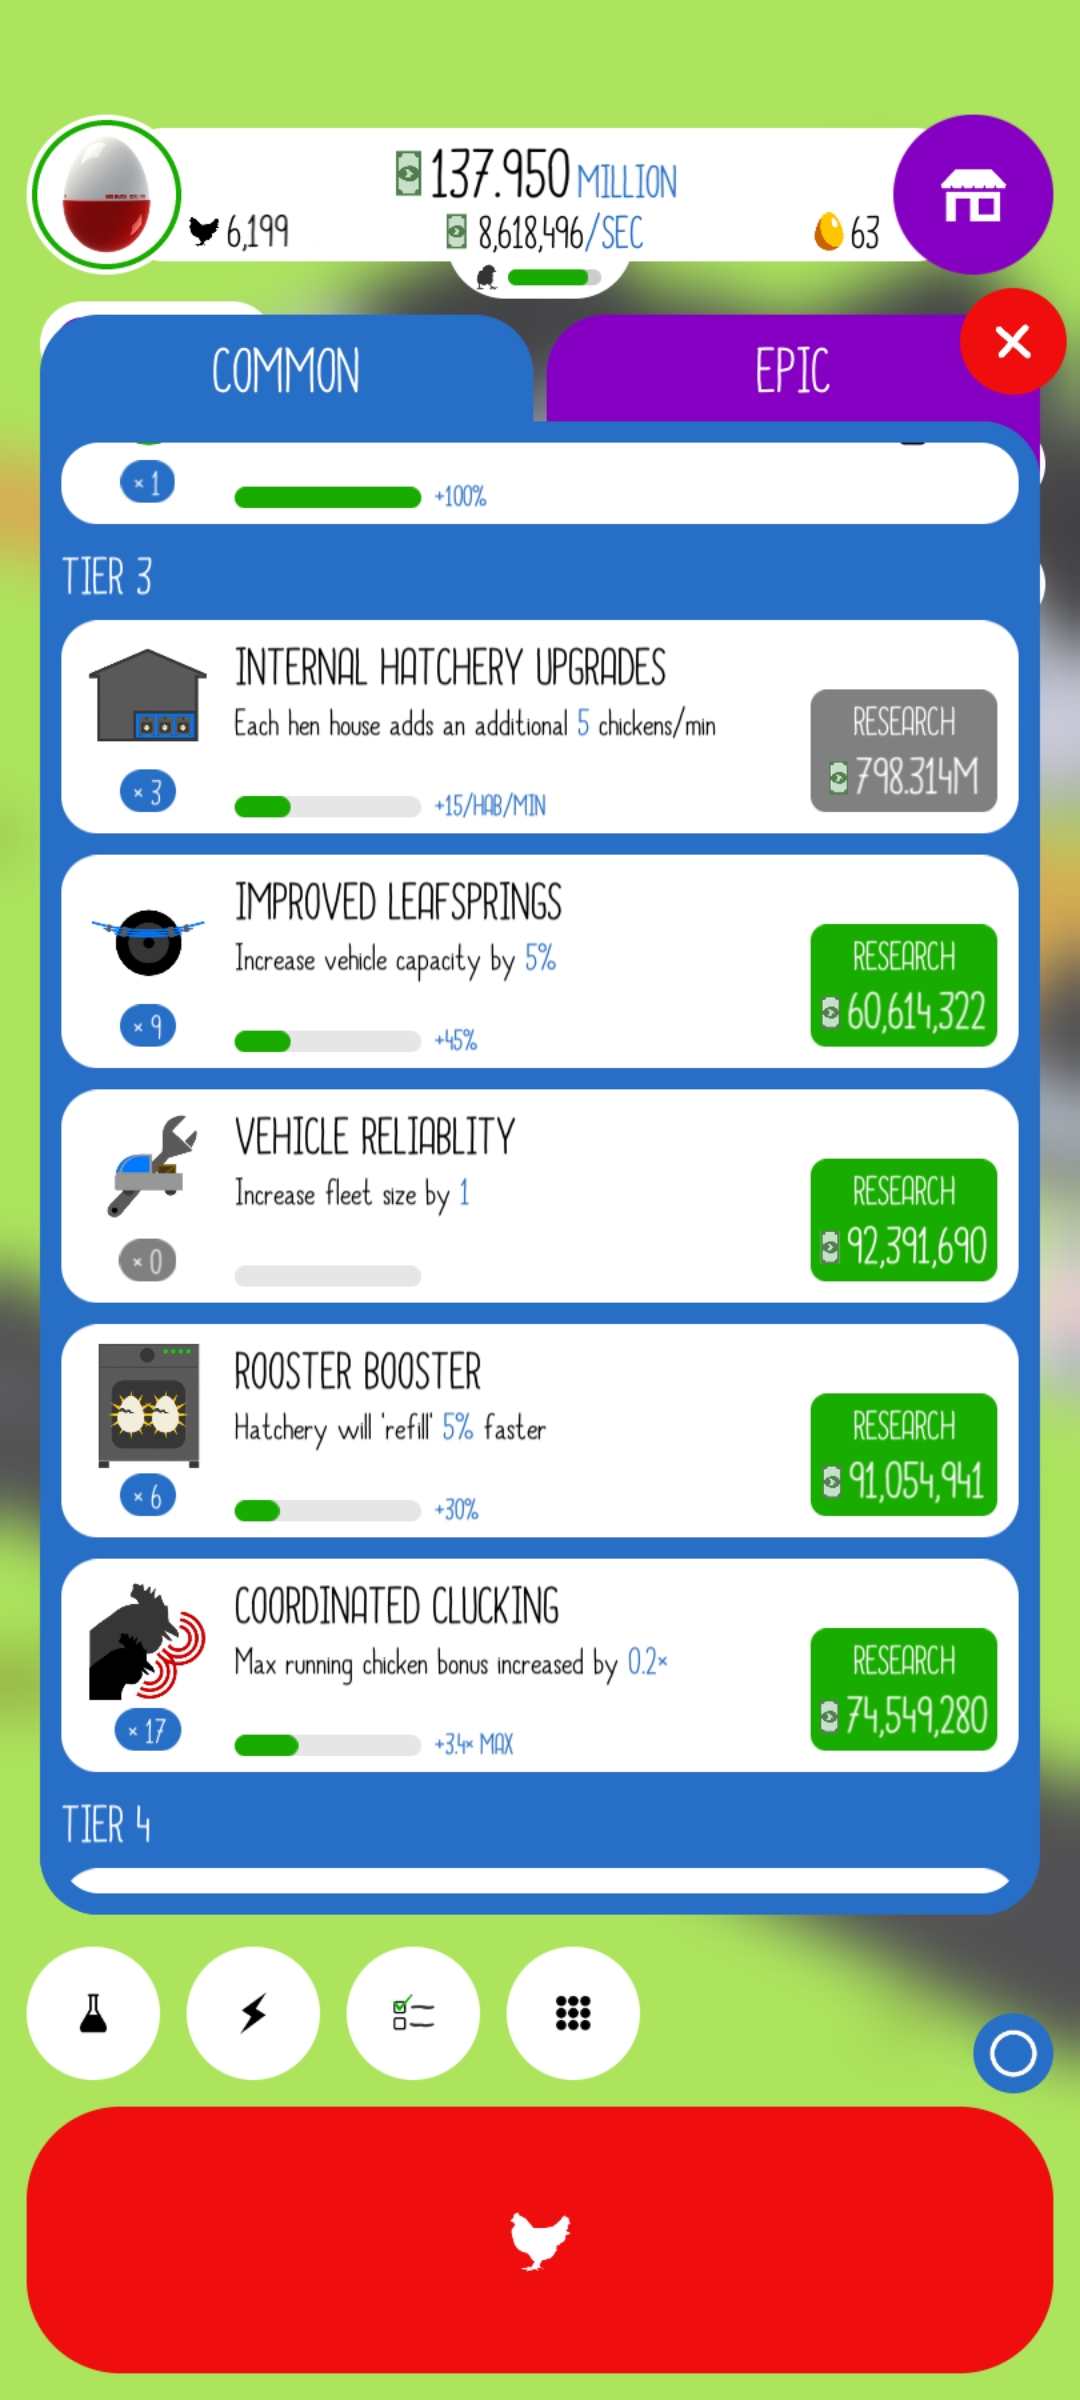 137.950 MILLION
6,199
8,618,496/SEC
63
COMMON
EPIC
×1
+100%
TIER 3
INTERNAL HATCHERY UPGRADES
Each hen house adds an additional 5 chickens/min
RESEARCH
798.314M
×3
+15/HAB/MIN
IMPROVED LEAFSPRINGS
Increase vehicle capacity by 5%
RESEARCH
60,614,322
×9
+45%
VEHICLE RELIABLITY
Increase fleet size by 1
RESEARCH
92,391,690
×0
ROOSTER BOOSTER
Hatchery will 'refill' 5% faster
RESEARCH
91,054,941
×6
+30%
COORDINATED CLUCKING
Max running chicken bonus increased by 0.2×
RESEARCH
74,549,280
×17
+3.4× MAX
TIER 4